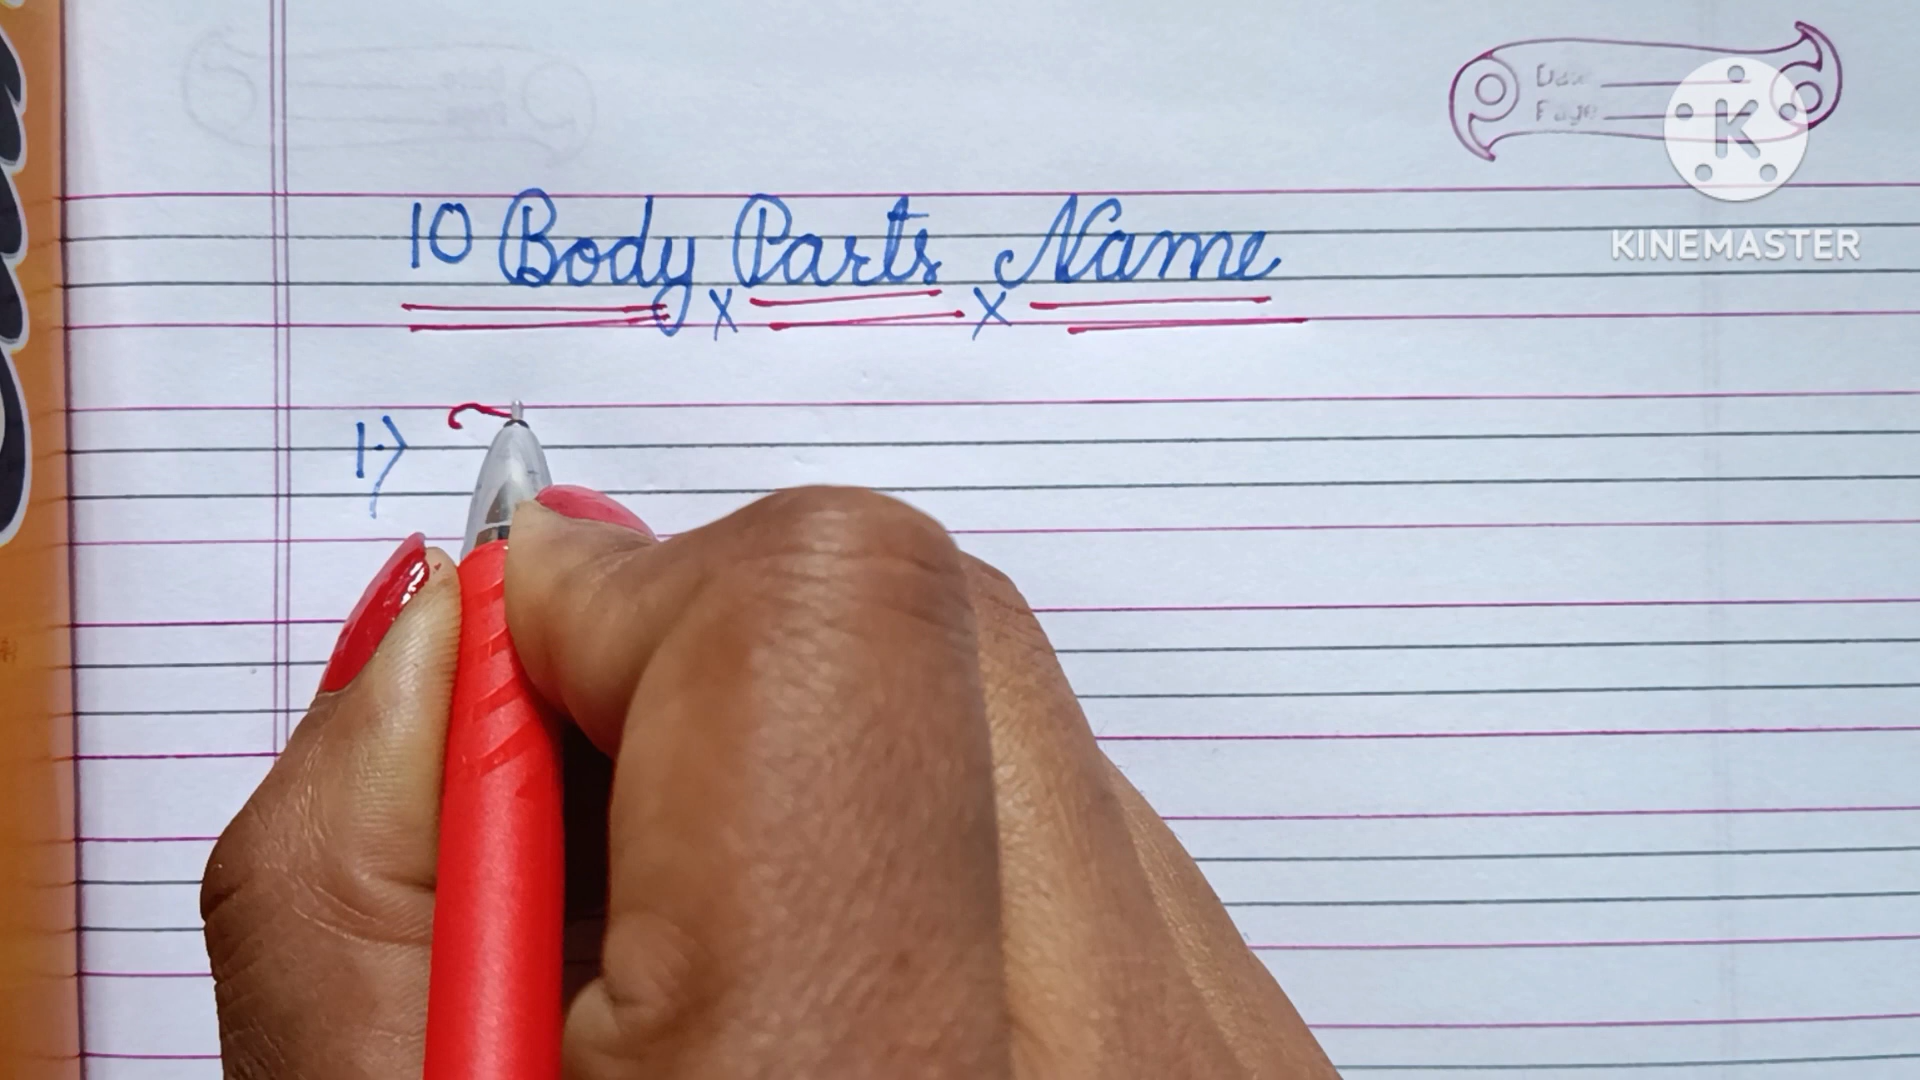 Date
Page
KINEMASTER
10 Body Parts Name
x x
1.)